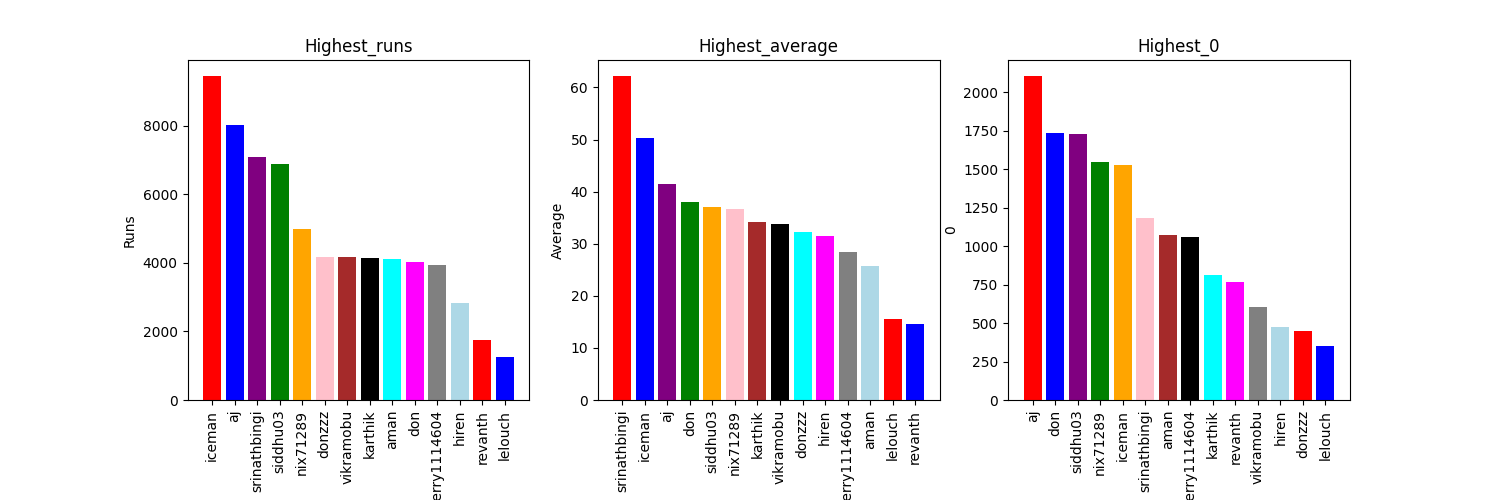 Highest_runs
Runs
8000
6000
4000
2000
0
iceman
aj
srinathbingi
siddhu03
nix71289
donzzz
vikramobu
karthik
aman
don
erry1114604
hiren
revanth
lelouch
Highest_average
Average
60
50
40
30
20
10
0
srinathbingi
iceman
aj
don
siddhu03
nix71289
karthik
vikramobu
donzzz
hiren
erry1114604
aman
lelouch
revanth
Highest_0
0
2000
1750
1500
1250
1000
750
500
250
0
aj
don
siddhu03
nix71289
iceman
srinathbingi
aman
erry1114604
karthik
revanth
vikramobu
hiren
donzzz
lelouch